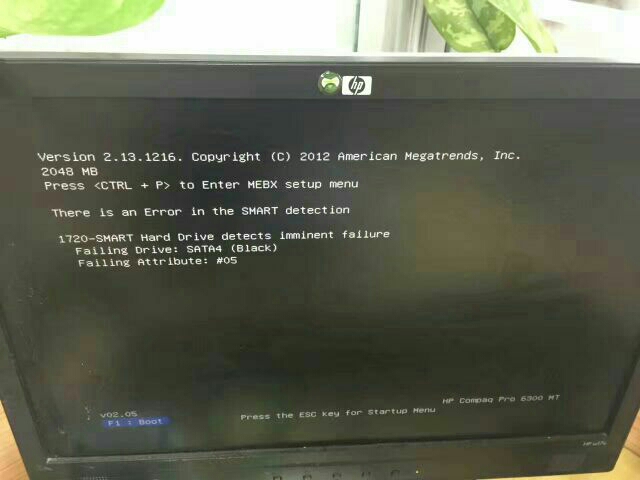 hp
Version 2.13.1216. Copyright (C) 2012 American Megatrends, Inc.
2048 MB
Press <CTRL + P> to Enter MEBX setup menu
There is an Error in the SMART detection
1720-SMART Hard Drive detects imminent failure
Failing Drive: SATA4 (Black)
Failing Attribute: #05
HP Compaq Pro 6300 MT
v02.05
Press the ESC key for Startup Menu
F1 : Boot